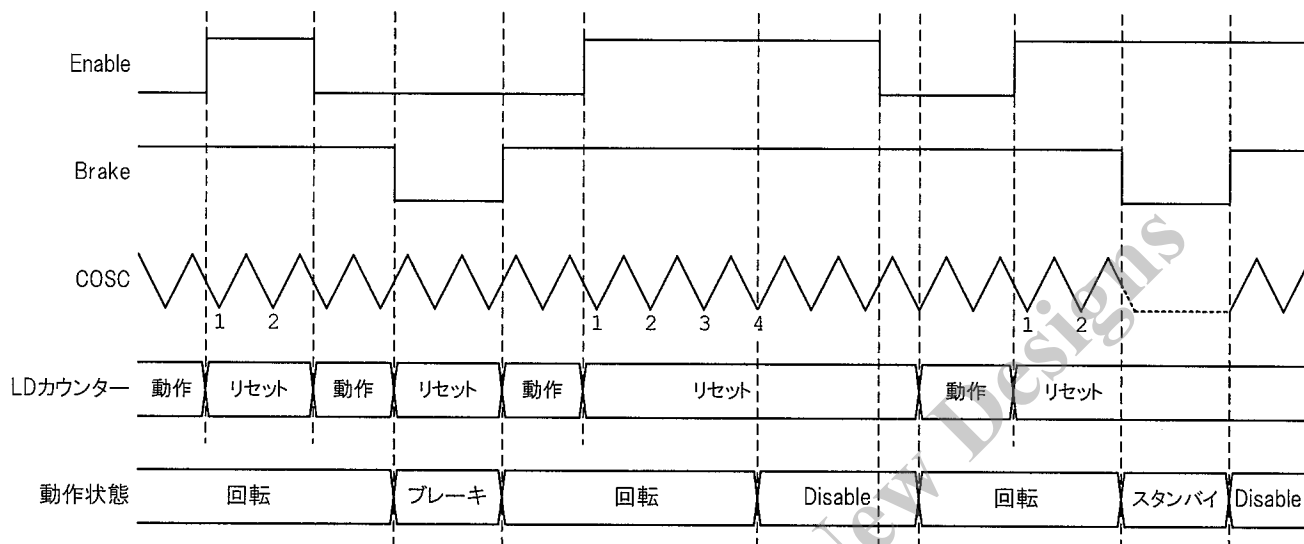 Enable
Brake
COSC
1 2 1 2 3 4 1 2
LDカウンター 動作 リセット 動作 リセット 動作 リセット 動作 リセット
動作状態 回転 ブレーキ 回転 Disable 回転 スタンバイ Disable
New Designs